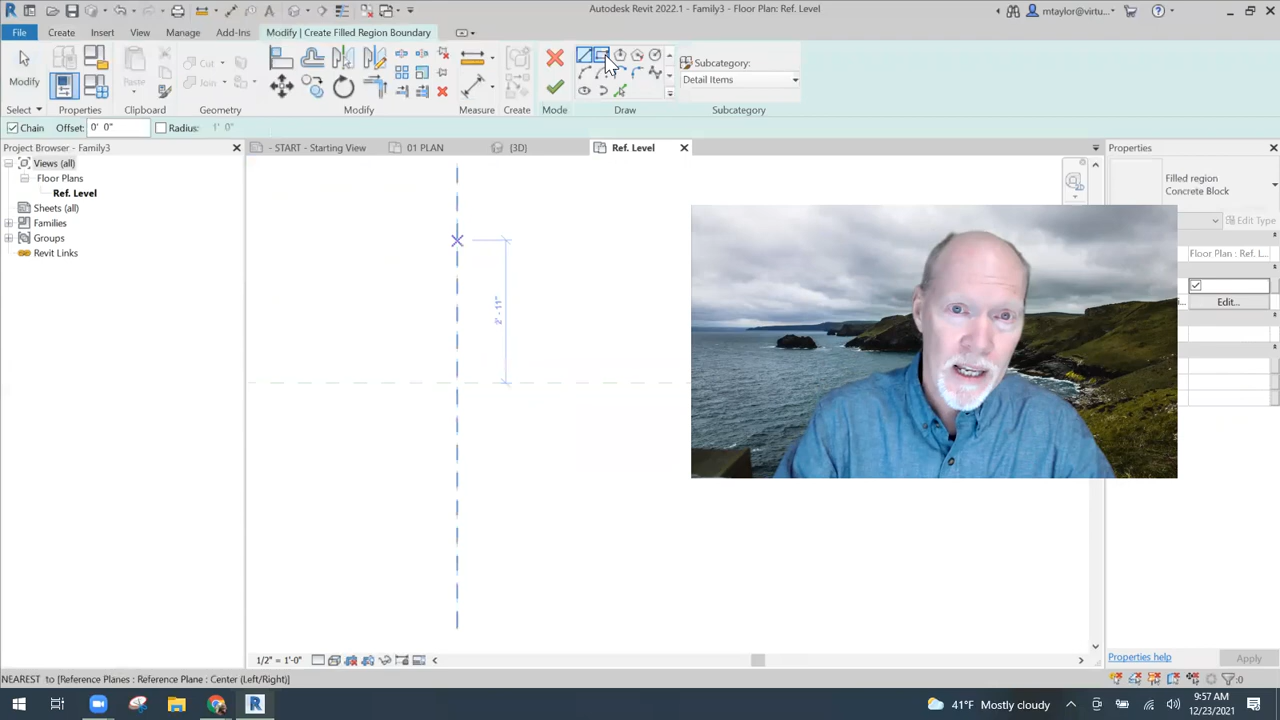 Autodesk Revit 2022.1 - Family3 - Floor Plan: Ref. Level
mtaylor@virtu...
File Create Insert View Manage Add-Ins Modify | Create Filled Region Boundary
Modify
Cut
Join
Subcategory:
Detail Items
Select Properties Clipboard Geometry Modify Measure Create Mode Draw Subcategory
Chain Offset: 0' 0" Radius: 1' 0"
Project Browser - Family3
- START - Starting View 01 PLAN {3D} Ref. Level
Properties
Views (all)
Floor Plans
Ref. Level
Sheets (all)
Families
Groups
Revit Links
Filled region
Concrete Block
Edit Type
Floor Plan : Ref. L...
Edit...
2' - 11"
1/2" = 1'-0"
Properties help Apply
NEAREST to [Reference Planes : Reference Plane : Center (Left/Right)]
:0
41°F Mostly cloudy
9:57 AM
12/23/2021